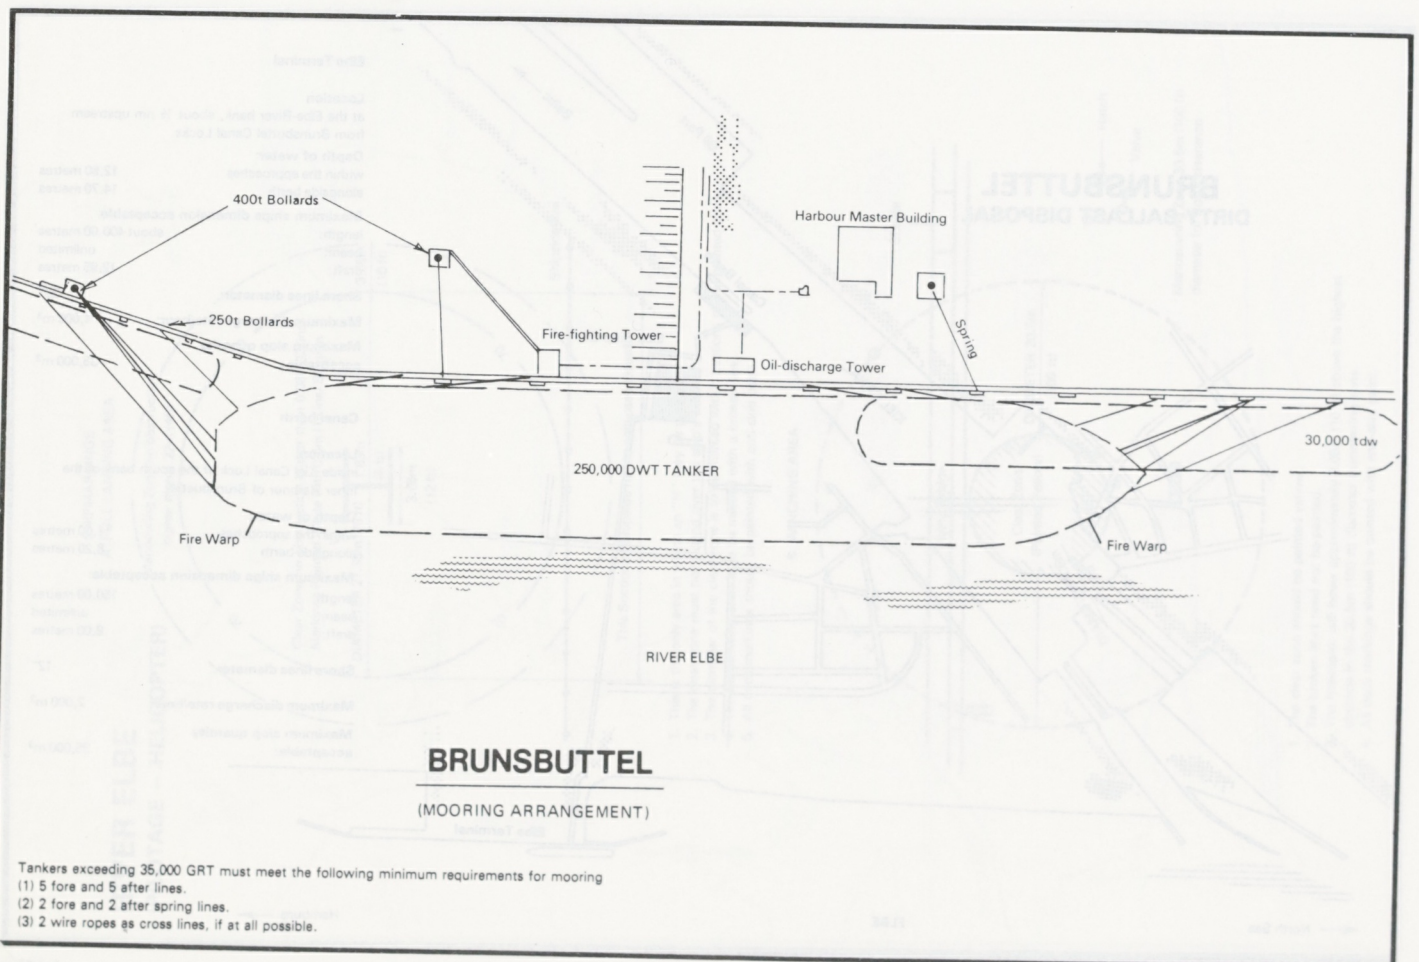 400t Bollards
Harbour Master Building
250t Bollards
Fire-fighting Tower
Spring
Oil-discharge Tower
30,000 tdw
250,000 DWT TANKER
Fire Warp
Fire Warp
RIVER ELBE
BRUNSBUTTEL
(MOORING ARRANGEMENT)
Tankers exceeding 35,000 GRT must meet the following minimum requirements for mooring
(1) 5 fore and 5 after lines.
(2) 2 fore and 2 after spring lines.
(3) 2 wire ropes as cross lines, if at all possible.